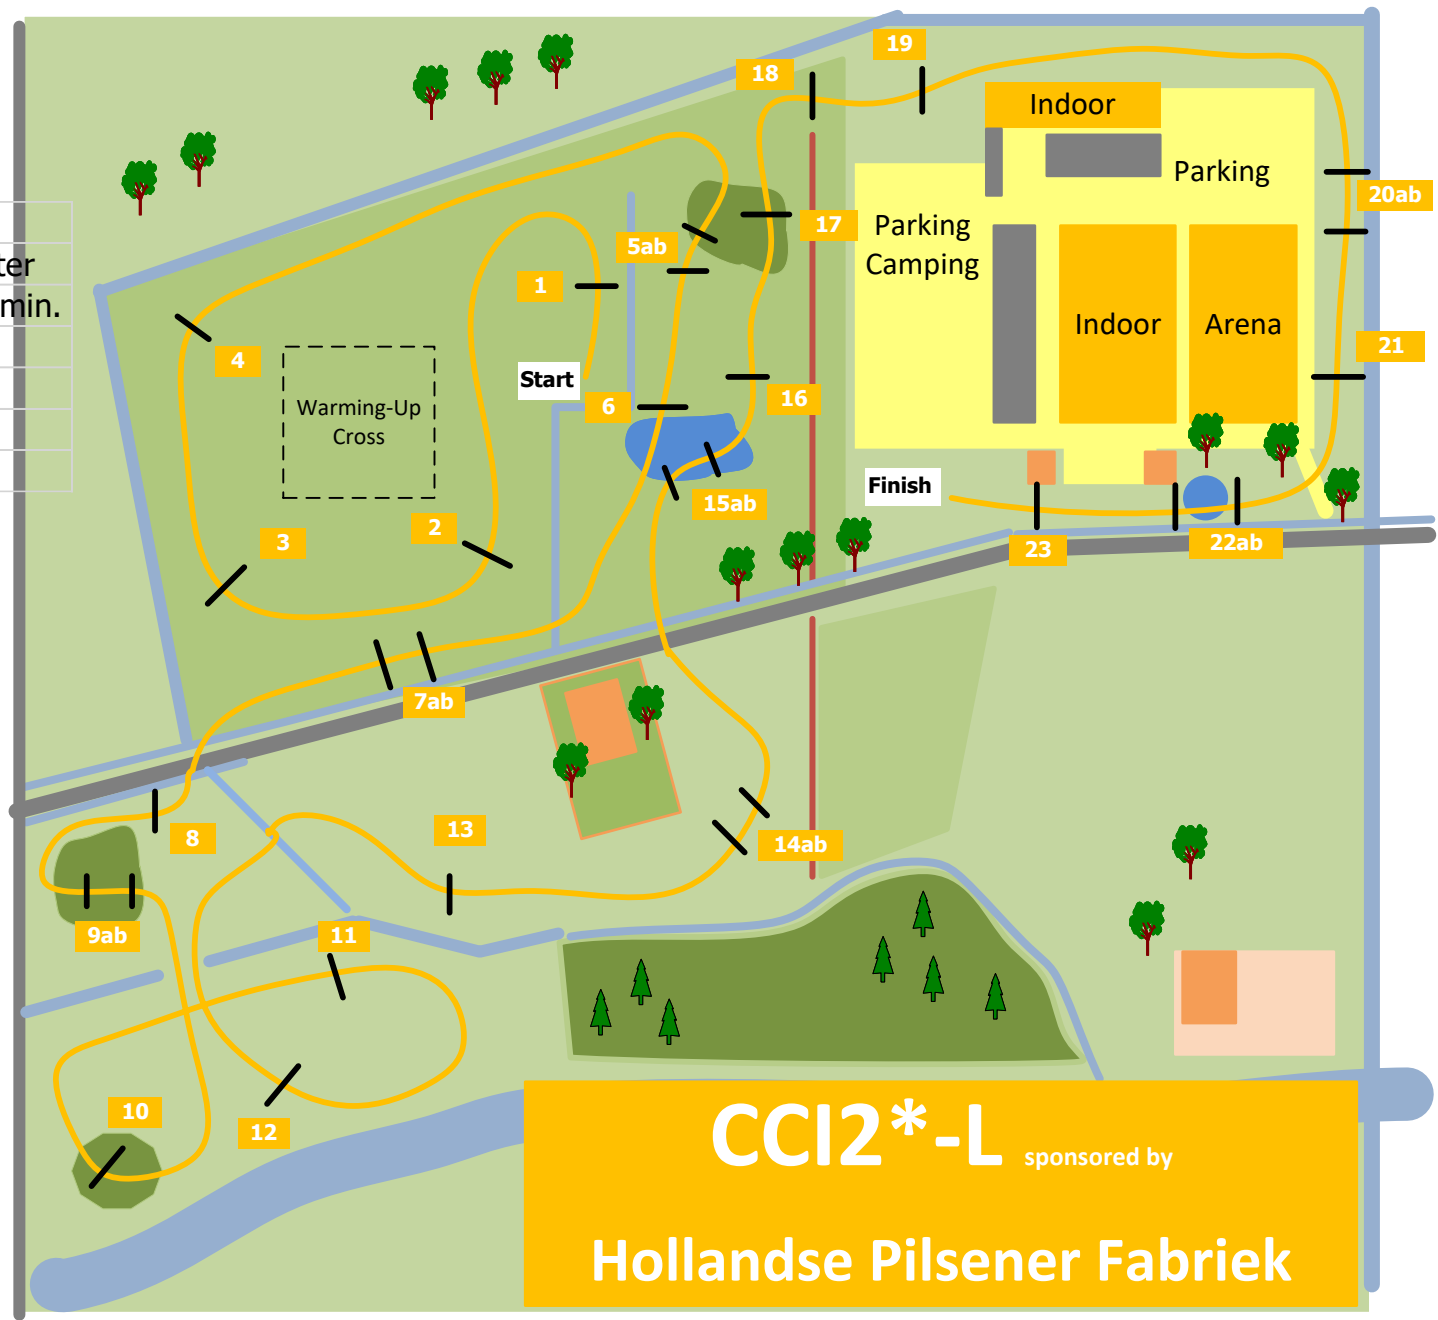 19
18
Indoor
Parking
20ab
17
Parking
Camping
5ab
ter
min.
1
Indoor
Arena
21
4
Start
Warming-Up
Cross
6
16
Finish
15ab
2
3
23
22ab
7ab
8
13
14ab
9ab
11
10
12
CCI2*-L sponsored by
Hollandse Pilsener Fabriek